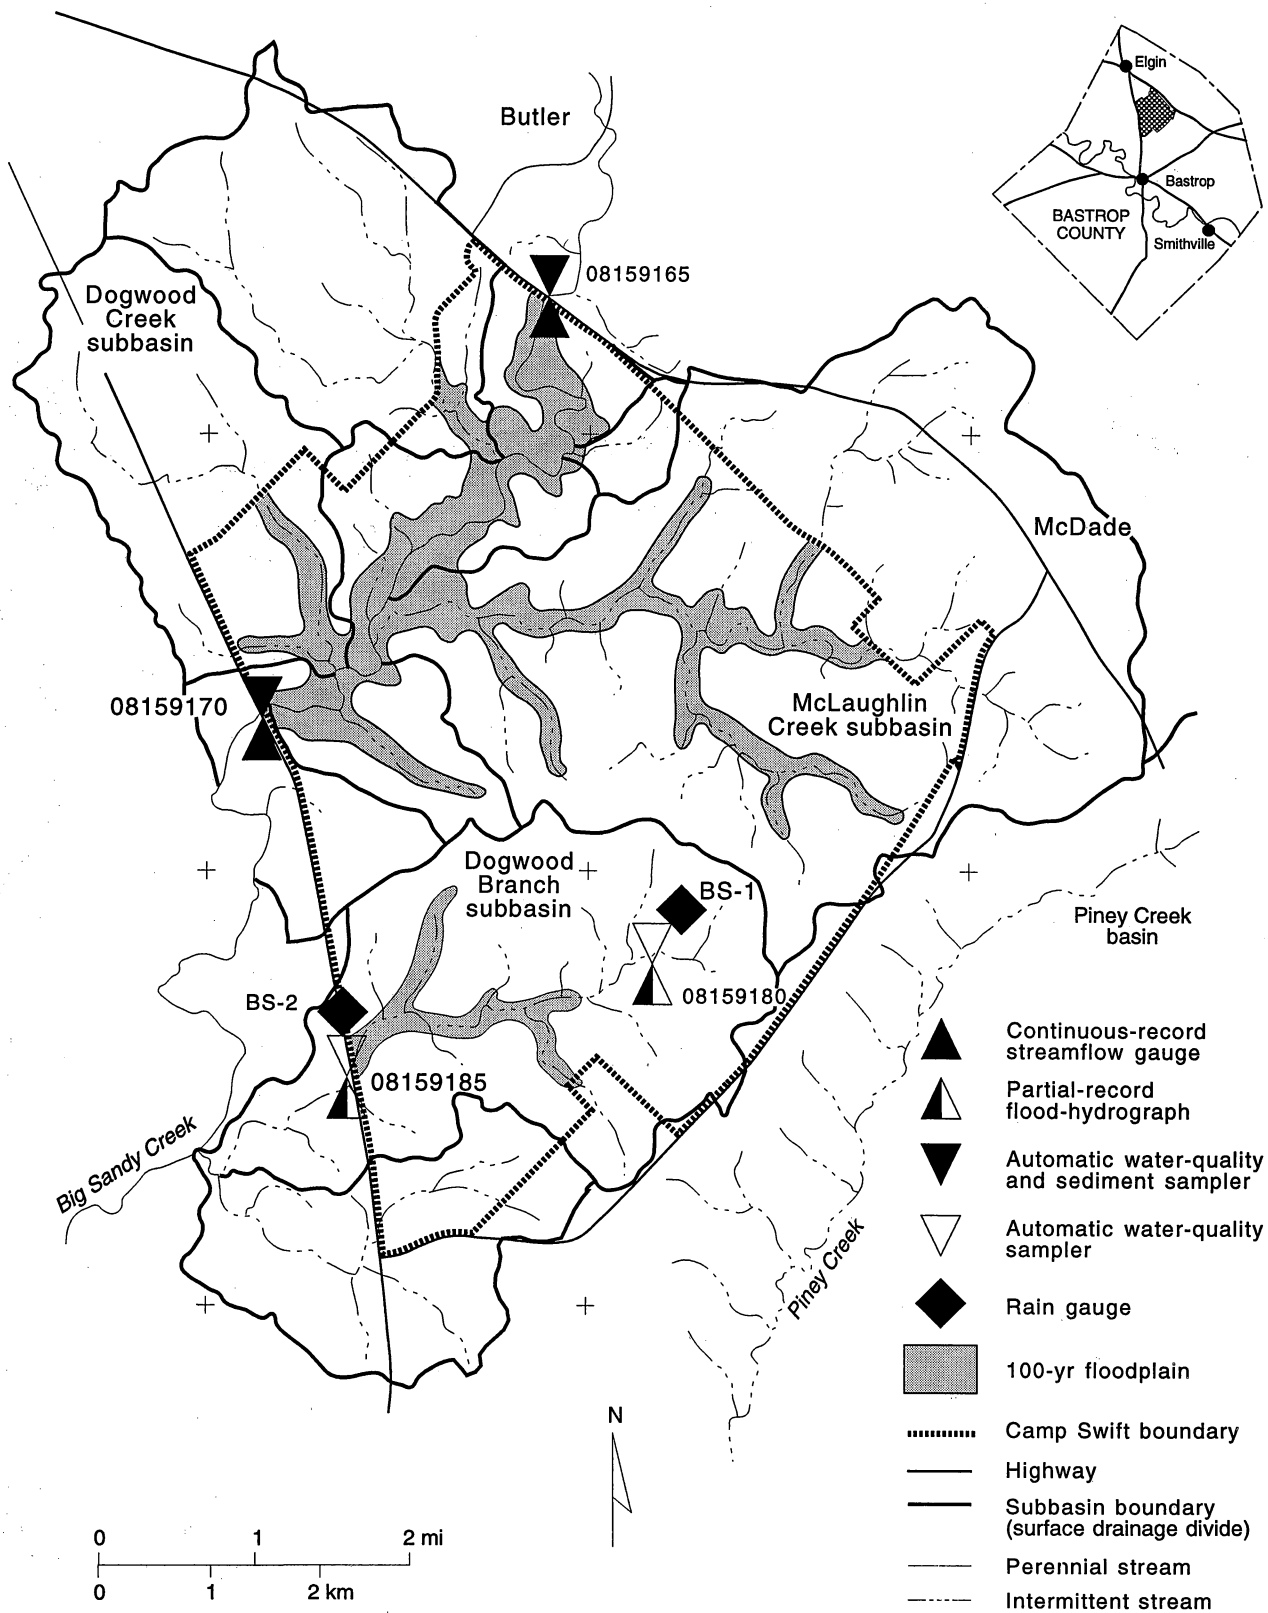 Butler
Elgin
Bastrop
BASTROP
COUNTY
Smithville
08159165
Dogwood
Creek
subbasin
McDade
08159170
McLaughlin
Creek subbasin
Dogwood
Branch
subbasin
BS-1
Piney Creek
basin
BS-2
08159180
08159185
Big Sandy Creek
Piney Creek
Continuous-record
streamflow gauge
Partial-record
flood-hydrograph
Automatic water-quality
and sediment sampler
Automatic water-quality
sampler
Rain gauge
100-yr floodplain
Camp Swift boundary
Highway
Subbasin boundary
(surface drainage divide)
Perennial stream
Intermittent stream
N
0 1 2 mi
0 1 2 km